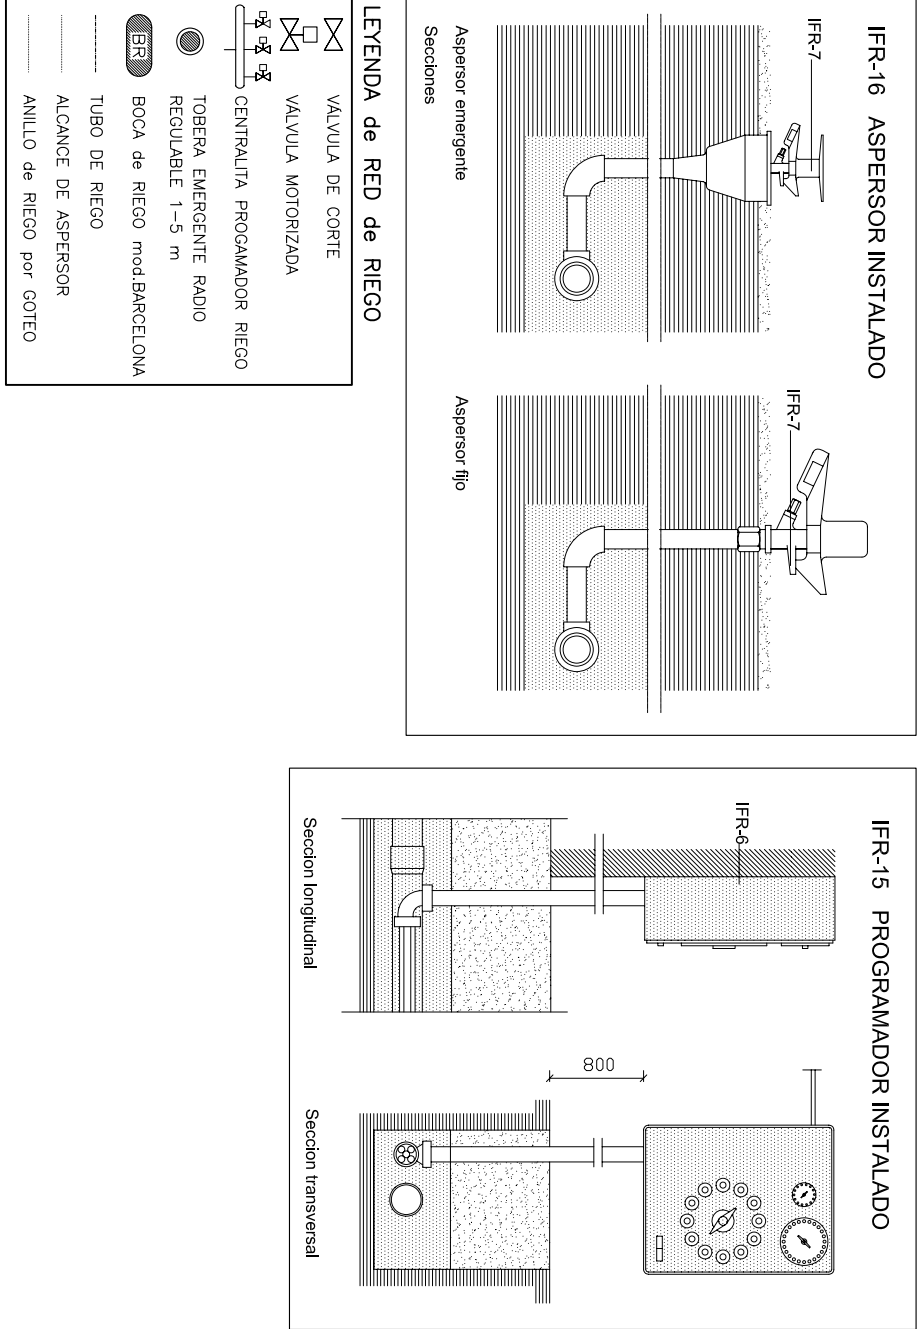 IFR-16 ASPERSOR INSTALADO
IFR-7
IFR-7
Aspersor emergente
Secciones
Aspersor fijo
IFR-15 PROGRAMADOR INSTALADO
IFR-6
800
Seccion longitudinal
Seccion transversal
LEYENDA de RED de RIEGO
VÁLVULA DE CORTE
VÁLVULA MOTORIZADA
CENTRALITA PROGAMADOR RIEGO
TOBERA EMERGENTE RADIO
REGULABLE 1-5 m
BR
BOCA de RIEGO mod.BARCELONA
TUBO DE RIEGO
ALCANCE DE ASPERSOR
ANILLO de RIEGO por GOTEO